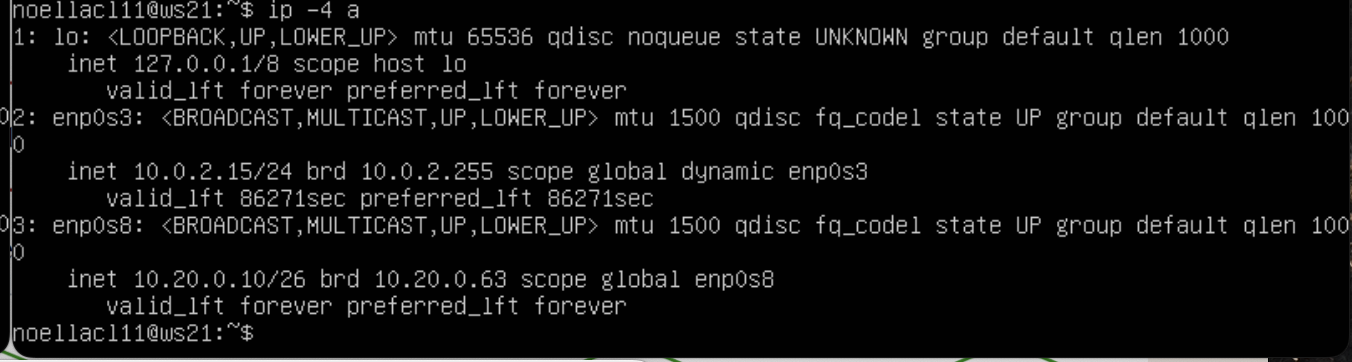 noellacl11@ws21:~$ ip -4 a
1: lo: <LOOPBACK,UP,LOWER_UP> mtu 65536 qdisc noqueue state UNKNOWN group default qlen 1000
    inet 127.0.0.1/8 scope host lo
       valid_lft forever preferred_lft forever
2: enp0s3: <BROADCAST,MULTICAST,UP,LOWER_UP> mtu 1500 qdisc fq_codel state UP group default qlen 100
0
    inet 10.0.2.15/24 brd 10.0.2.255 scope global dynamic enp0s3
       valid_lft 86271sec preferred_lft 86271sec
3: enp0s8: <BROADCAST,MULTICAST,UP,LOWER_UP> mtu 1500 qdisc fq_codel state UP group default qlen 100
0
    inet 10.20.0.10/26 brd 10.20.0.63 scope global enp0s8
       valid_lft forever preferred_lft forever
noellacl11@ws21:~$